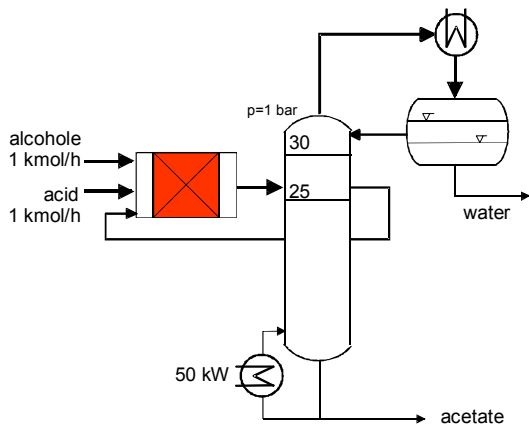 p=1 bar
alcohole
1 kmol/h
acid
1 kmol/h
30
25
water
50 kW
acetate